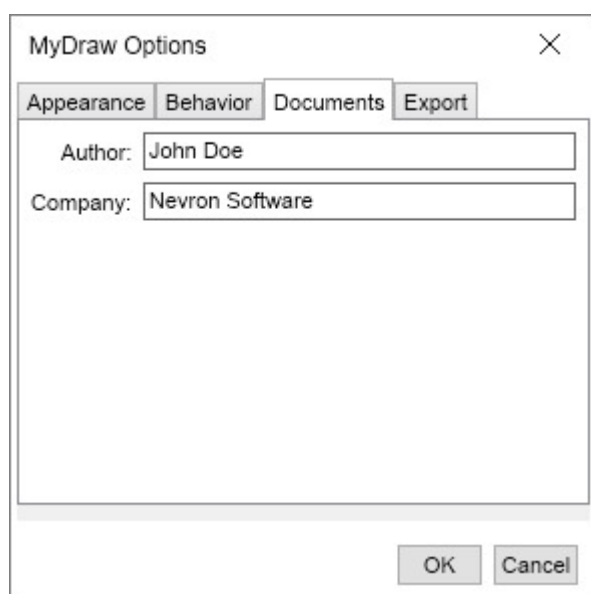 MyDraw Options
Appearance Behavior Documents Export
Author: John Doe
Company: Nevron Software
OK Cancel